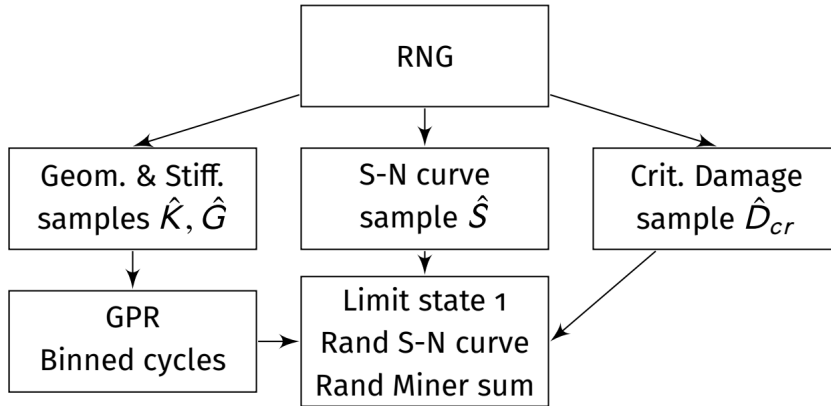 RNG
Geom. & Stiff.
samples K̂, Ĝ
S-N curve
sample Ŝ
Crit. Damage
sample D̂cr
GPR
Binned cycles
Limit state 1
Rand S-N curve
Rand Miner sum